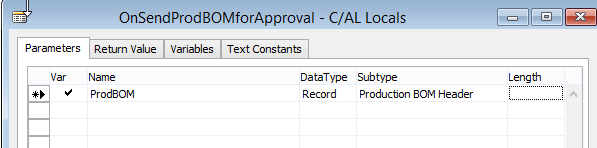 OnSendProdBOMforApproval - C/AL Locals
Parameters Return Value Variables Text Constants
Var Name DataType Subtype Length
ProdBOM Record Production BOM Header